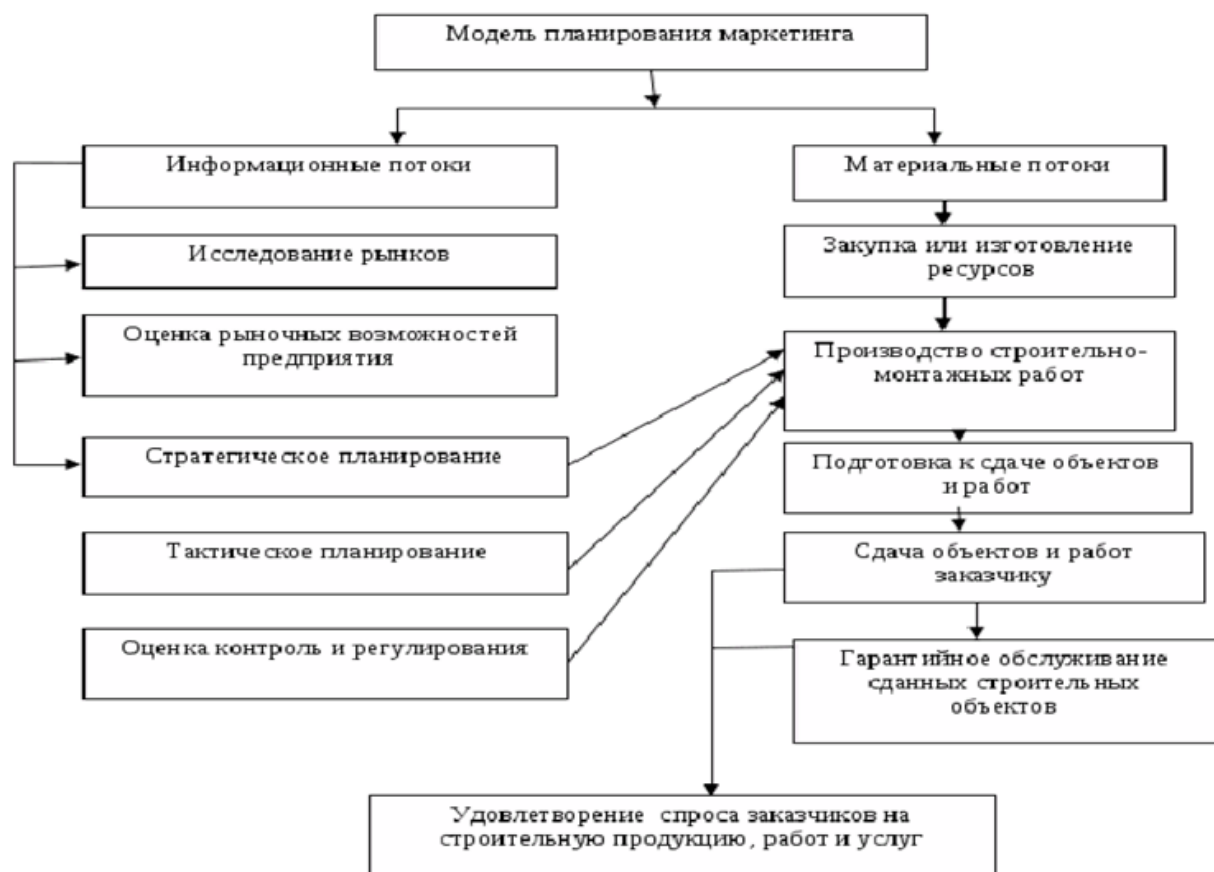 Модель планирования маркетинга
Информационные потоки
Материальные потоки
Исследование рынков
Закупка или изготовление
ресурсов
Оценка рыночных возможностей
предприятия
Производство строительно-
монтажных работ
Стратегическое планирование
Подготовка к сдаче объектов
и работ
Тактическое планирование
Сдача объектов и работ
заказчику
Оценка контроль и регулирования
Гарантийное обслуживание
сданных строительных
объектов
Удовлетворение спроса заказчиков на
строительную продукцию, работ и услуг